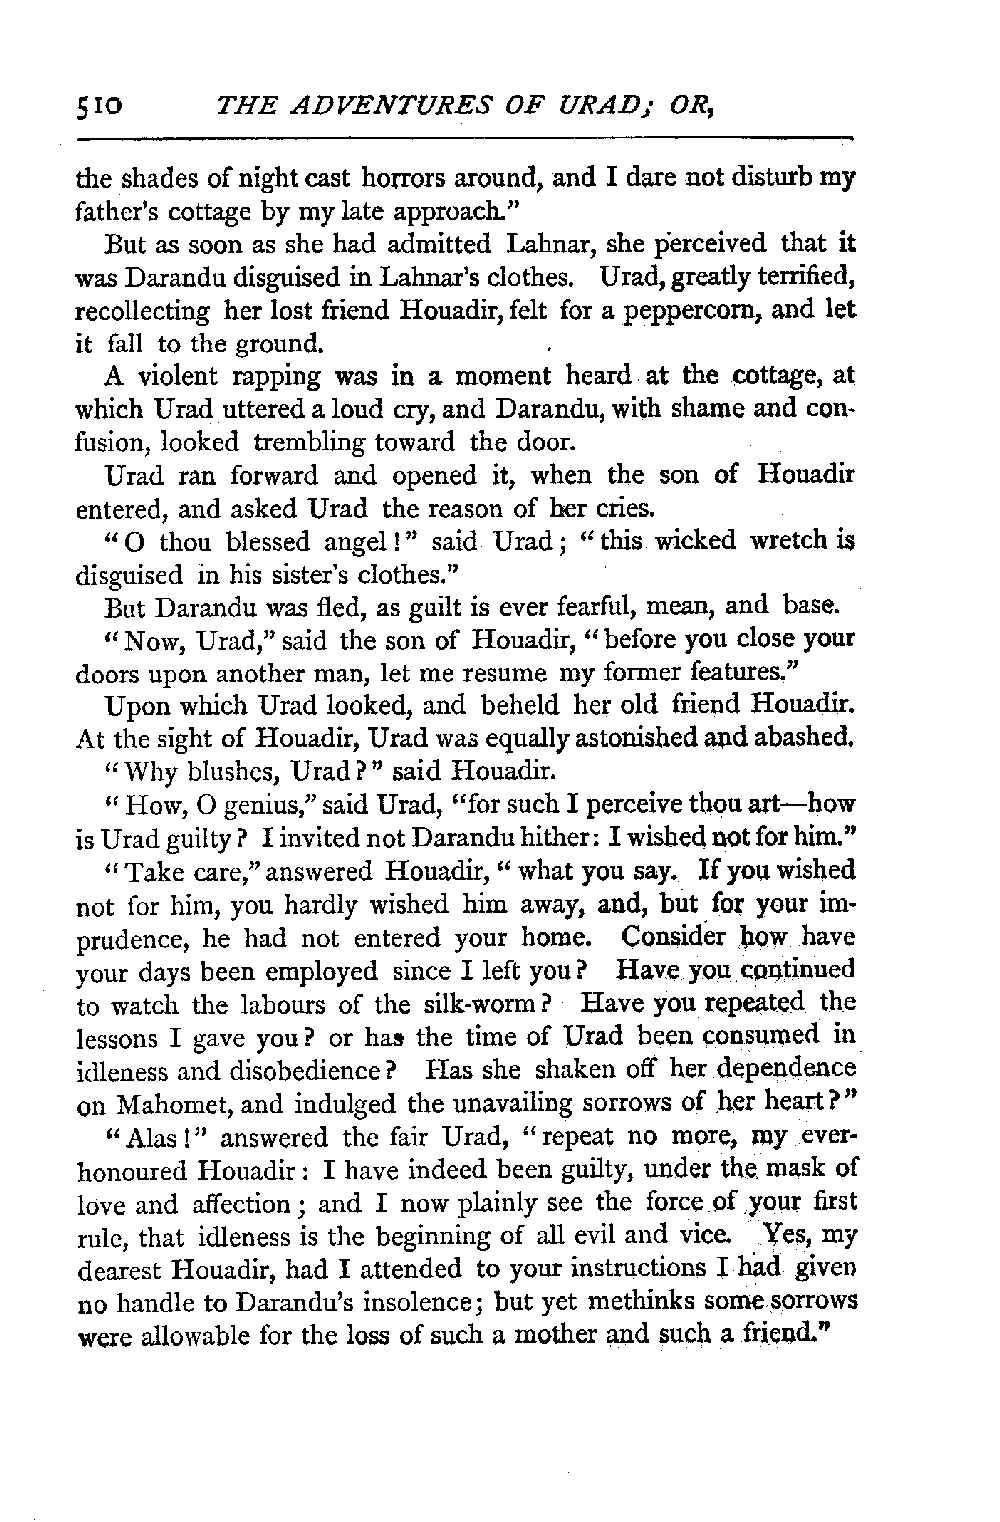 510 THE ADVENTURES OF URAD; OR,
the shades of night cast horrors around, and I dare not disturb my
father's cottage by my late approach."
But as soon as she had admitted Lahnar, she perceived that it
was Darandu disguised in Lahnar's clothes. Urad, greatly terrified,
recollecting her lost friend Houadir, felt for a peppercorn, and let
it fall to the ground.
A violent rapping was in a moment heard at the cottage, at
which Urad uttered a loud cry, and Darandu, with shame and con-
fusion, looked trembling toward the door.
Urad ran forward and opened it, when the son of Houadir
entered, and asked Urad the reason of her cries.
"O thou blessed angel!" said Urad; "this wicked wretch is
disguised in his sister's clothes."
But Darandu was fled, as guilt is ever fearful, mean, and base.
"Now, Urad," said the son of Houadir, "before you close your
doors upon another man, let me resume my former features."
Upon which Urad looked, and beheld her old friend Houadir.
At the sight of Houadir, Urad was equally astonished and abashed.
"Why blushes, Urad?" said Houadir.
"How, O genius," said Urad, "for such I perceive thou art—how
is Urad guilty? I invited not Darandu hither: I wished not for him."
"Take care," answered Houadir, "what you say. If you wished
not for him, you hardly wished him away, and, but for your im-
prudence, he had not entered your home. Consider how have
your days been employed since I left you? Have you continued
to watch the labours of the silk-worm? Have you repeated the
lessons I gave you? or has the time of Urad been consumed in
idleness and disobedience? Has she shaken off her dependence
on Mahomet, and indulged the unavailing sorrows of her heart?"
"Alas!" answered the fair Urad, "repeat no more, my ever-
honoured Houadir: I have indeed been guilty, under the mask of
love and affection; and I now plainly see the force of your first
rule, that idleness is the beginning of all evil and vice. Yes, my
dearest Houadir, had I attended to your instructions I had given
no handle to Darandu's insolence; but yet methinks some sorrows
were allowable for the loss of such a mother and such a friend."